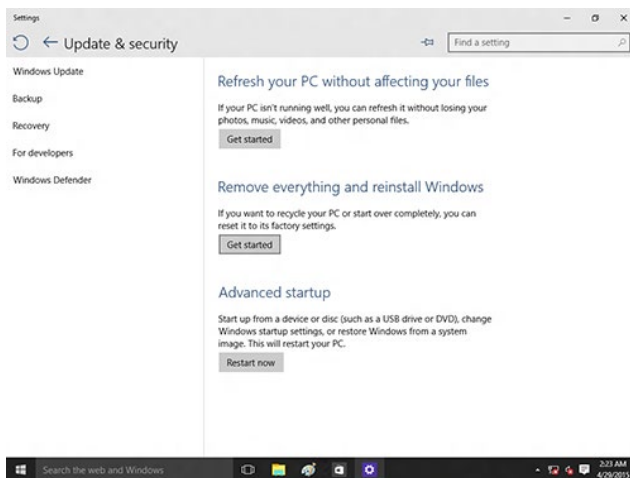 Settings
Update & security
Find a setting
Windows Update
Backup
Recovery
For developers
Windows Defender
Refresh your PC without affecting your files
If your PC isn't running well, you can refresh it without losing your
photos, music, videos, and other personal files.
Get started
Remove everything and reinstall Windows
If you want to recycle your PC or start over completely, you can
reset it to its factory settings.
Get started
Advanced startup
Start up from a device or disc (such as a USB drive or DVD), change
Windows startup settings, or restore Windows from a system
image. This will restart your PC.
Restart now
Search the web and Windows
2:23 AM
4/29/2015